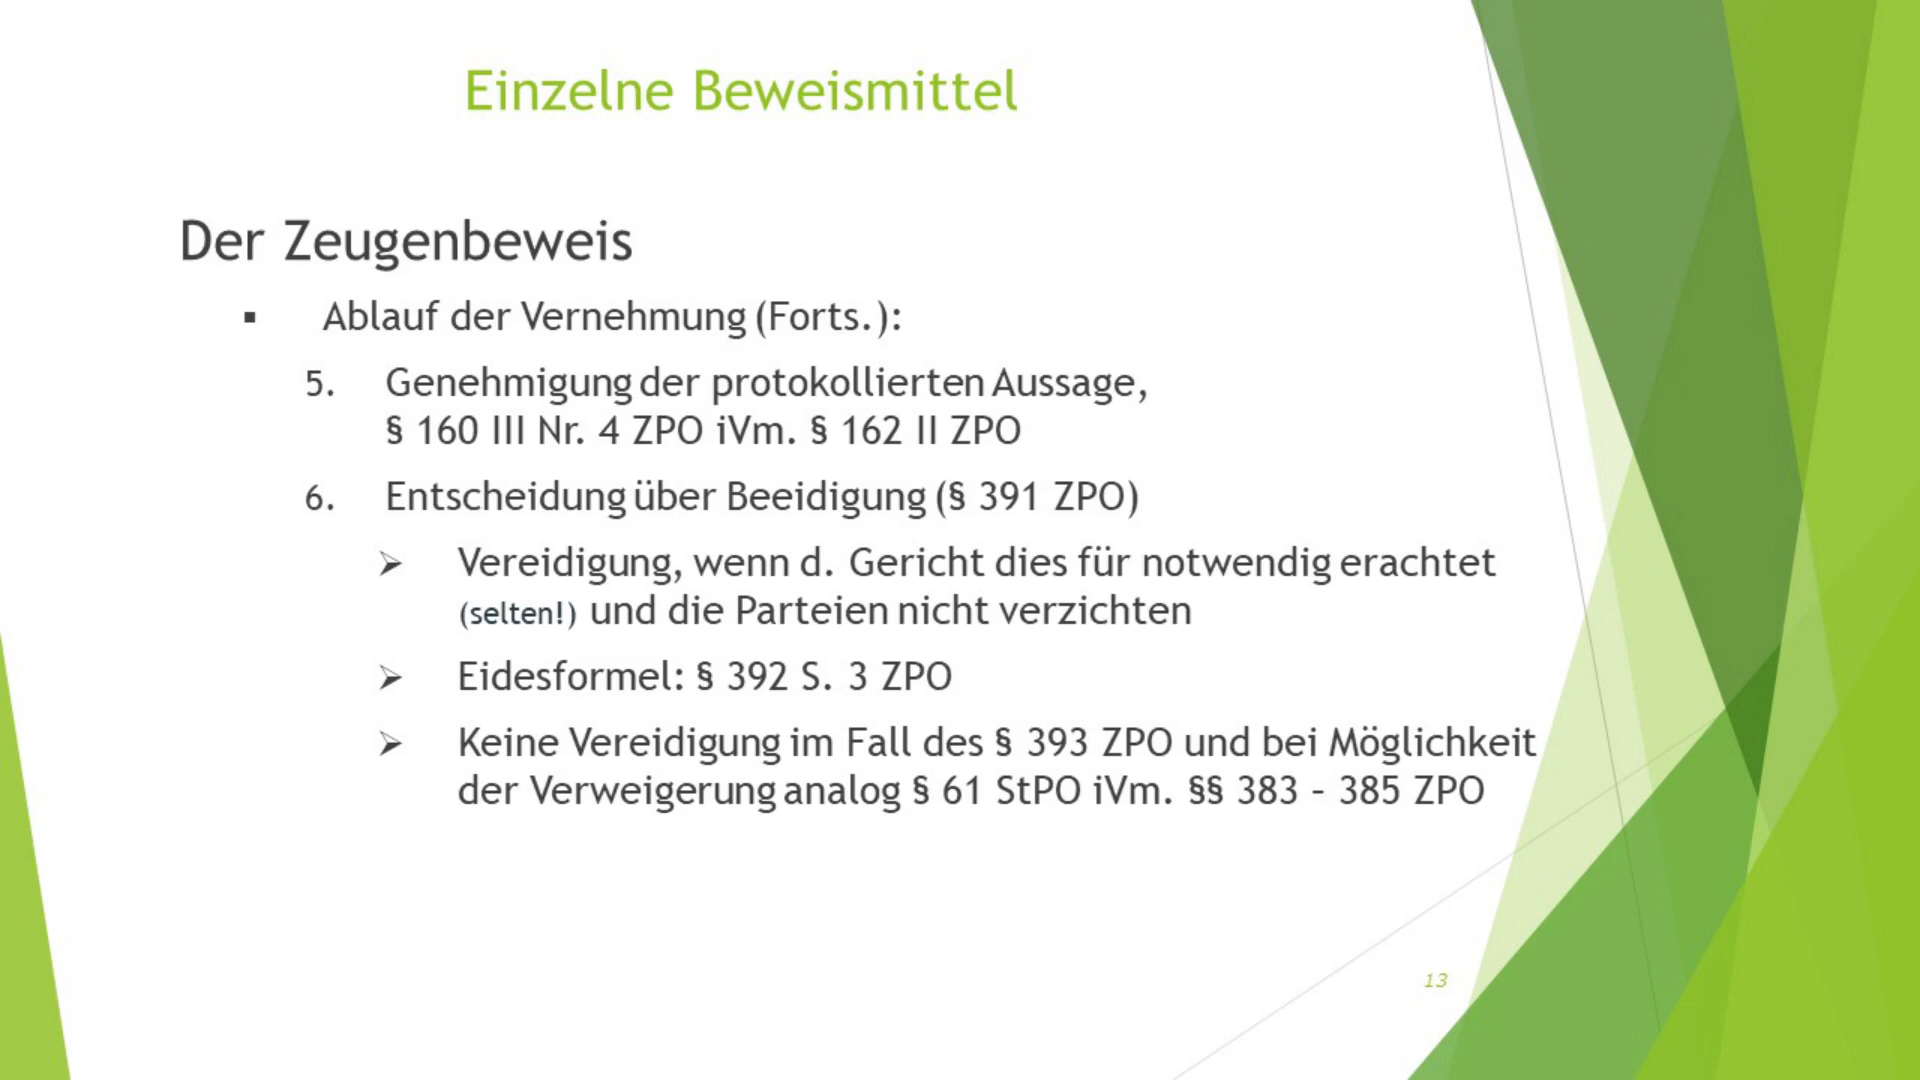 Einzelne Beweismittel
Der Zeugenbeweis
▪ Ablauf der Vernehmung (Forts.):
5. Genehmigung der protokollierten Aussage,
§ 160 III Nr. 4 ZPO iVm. § 162 II ZPO
6. Entscheidung über Beeidigung (§ 391 ZPO)
➢ Vereidigung, wenn d. Gericht dies für notwendig erachtet
(selten!) und die Parteien nicht verzichten
➢ Eidesformel: § 392 S. 3 ZPO
➢ Keine Vereidigung im Fall des § 393 ZPO und bei Möglichkeit
der Verweigerung analog § 61 StPO iVm. §§ 383 – 385 ZPO
13